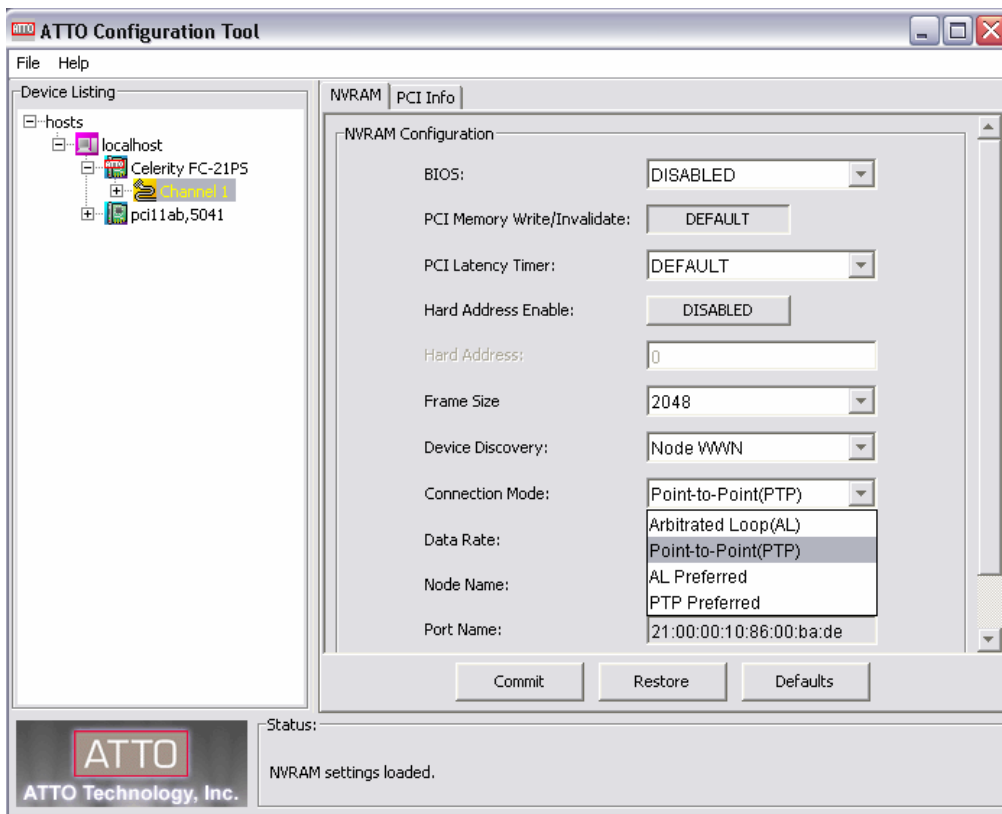 ATTO ATTO Configuration Tool
File Help
Device Listing
hosts
localhost
Celerity FC-21PS
Channel 1
pci11ab,5041
NVRAM PCI Info
NVRAM Configuration
BIOS: DISABLED
PCI Memory Write/Invalidate: DEFAULT
PCI Latency Timer: DEFAULT
Hard Address Enable: DISABLED
Hard Address: 0
Frame Size 2048
Device Discovery: Node WWN
Connection Mode: Point-to-Point(PTP)
Arbitrated Loop(AL)
Data Rate: Point-to-Point(PTP)
Node Name: AL Preferred
PTP Preferred
Port Name: 21:00:00:10:86:00:ba:de
Commit Restore Defaults
ATTO
ATTO Technology, Inc.
Status:
NVRAM settings loaded.